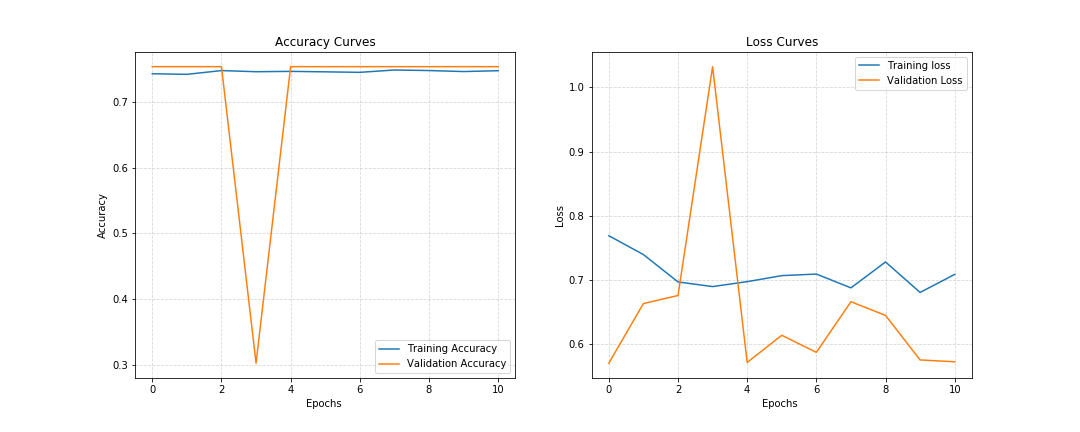 Accuracy Curves
Accuracy
0.7
0.6
0.5
0.4
0.3
0 2 4 6 8 10
Epochs
Training Accuracy
Validation Accuracy
Loss Curves
Loss
1.0
0.9
0.8
0.7
0.6
0 2 4 6 8 10
Epochs
Training loss
Validation Loss